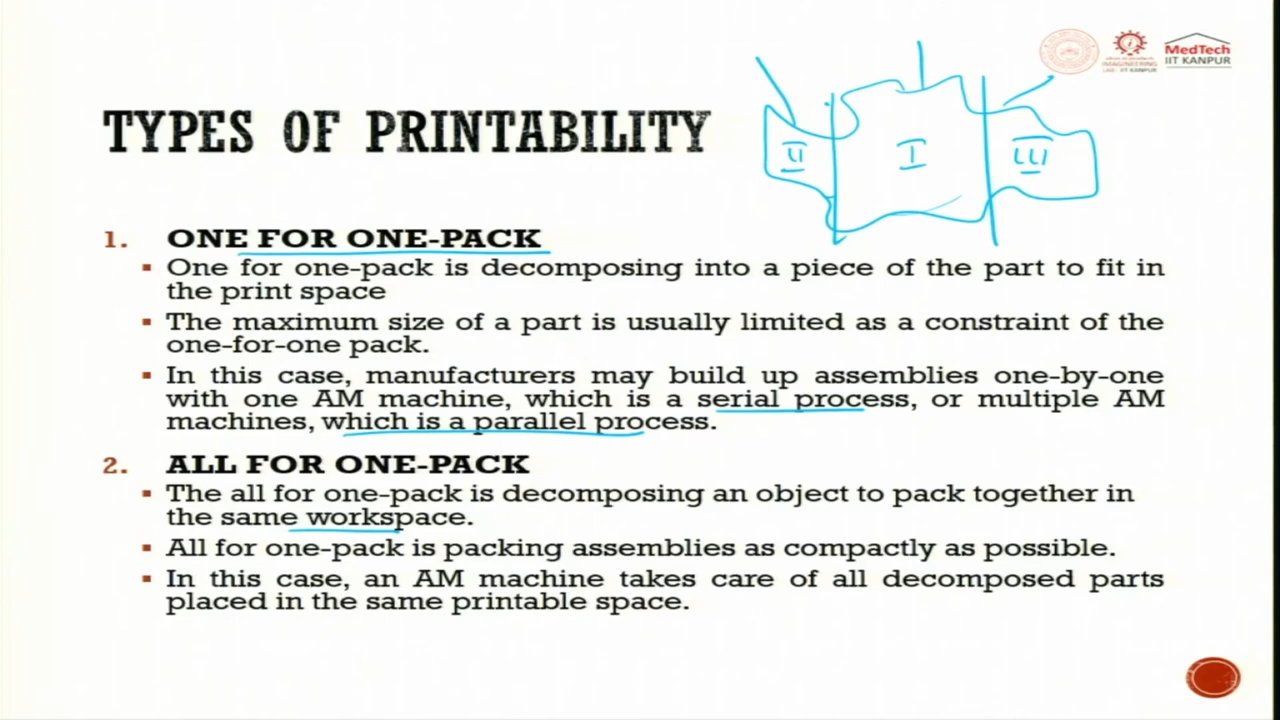 MedTech
IIT KANPUR
TYPES OF PRINTABILITY
II
I
III
1. ONE FOR ONE-PACK
▪ One for one-pack is decomposing into a piece of the part to fit in
the print space
▪ The maximum size of a part is usually limited as a constraint of the
one-for-one pack.
▪ In this case, manufacturers may build up assemblies one-by-one
with one AM machine, which is a serial process, or multiple AM
machines, which is a parallel process.
2. ALL FOR ONE-PACK
▪ The all for one-pack is decomposing an object to pack together in
the same workspace.
▪ All for one-pack is packing assemblies as compactly as possible.
▪ In this case, an AM machine takes care of all decomposed parts
placed in the same printable space.